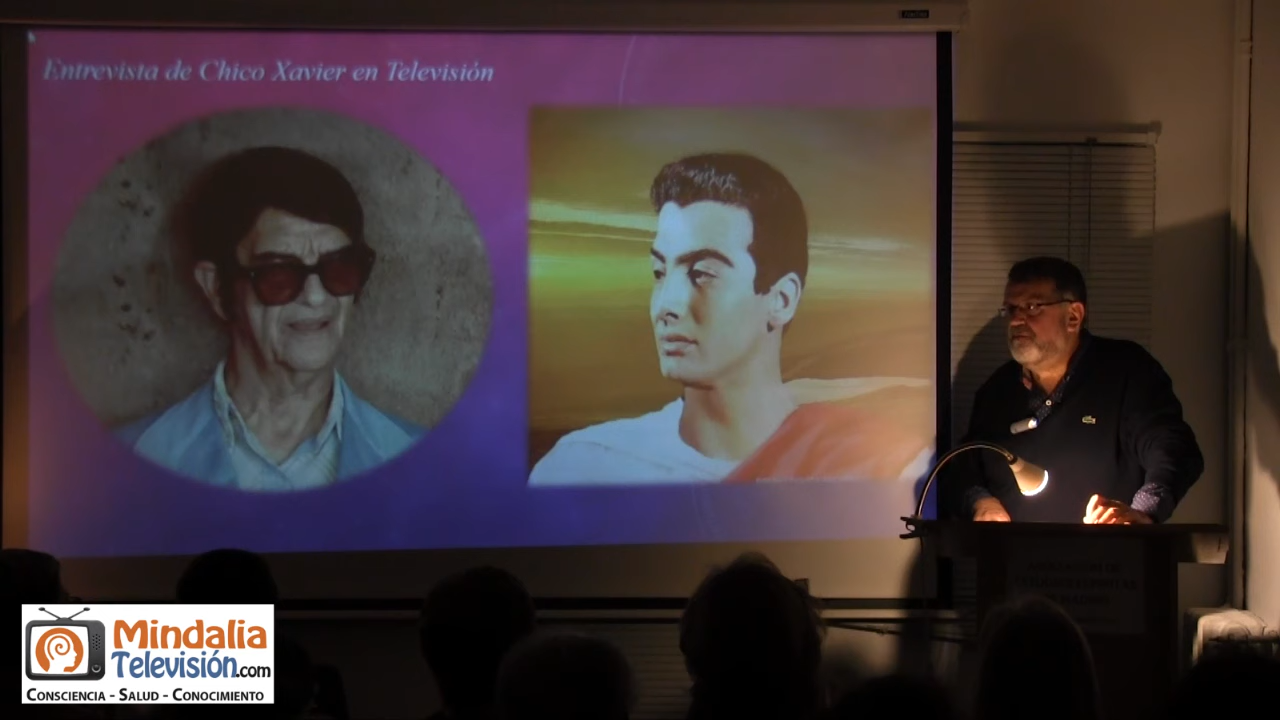 Entrevista de Chico Xavier en Televisión
Mindalia
Televisión.com
Consciencia - Salud - Conocimiento